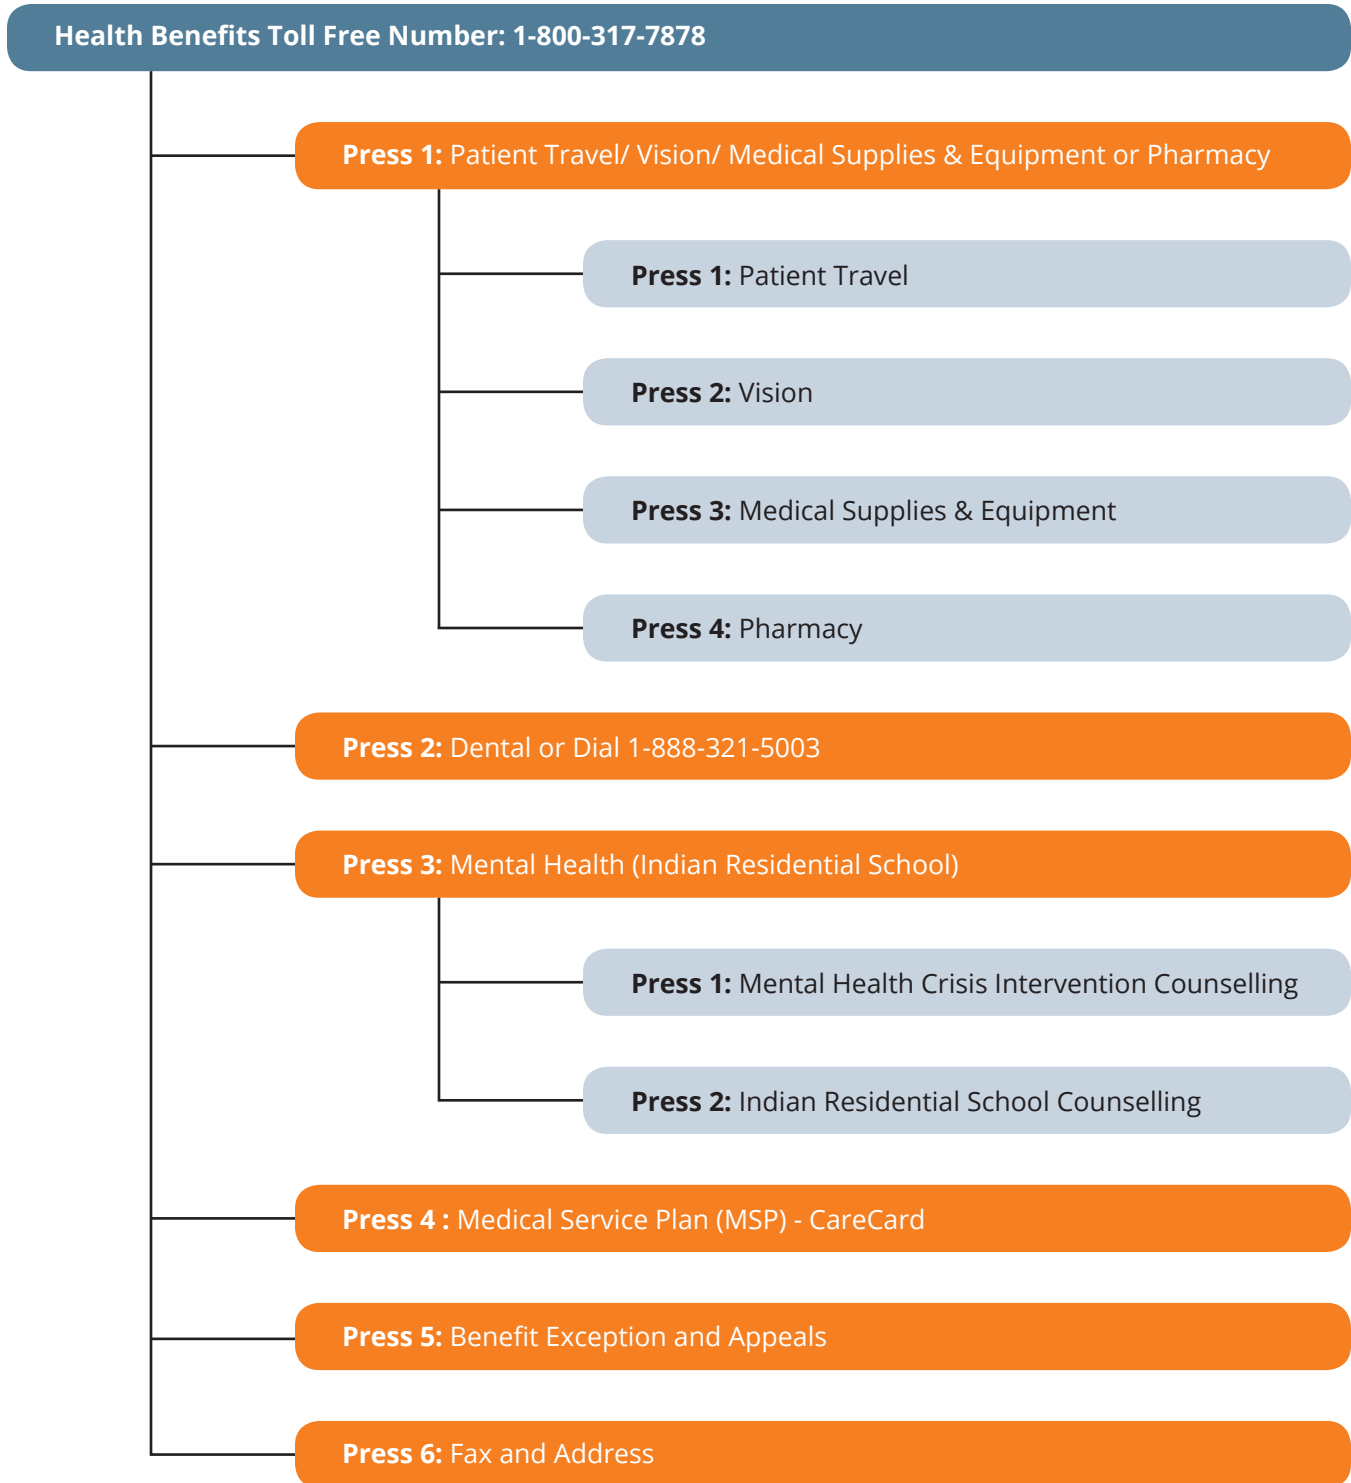 Health Benefits Toll Free Number: 1-800-317-7878
Press 1: Patient Travel/ Vision/ Medical Supplies & Equipment or Pharmacy
Press 1: Patient Travel
Press 2: Vision
Press 3: Medical Supplies & Equipment
Press 4: Pharmacy
Press 2: Dental or Dial 1-888-321-5003
Press 3: Mental Health (Indian Residential School)
Press 1: Mental Health Crisis Intervention Counselling
Press 2: Indian Residential School Counselling
Press 4 : Medical Service Plan (MSP) - CareCard
Press 5: Benefit Exception and Appeals
Press 6: Fax and Address